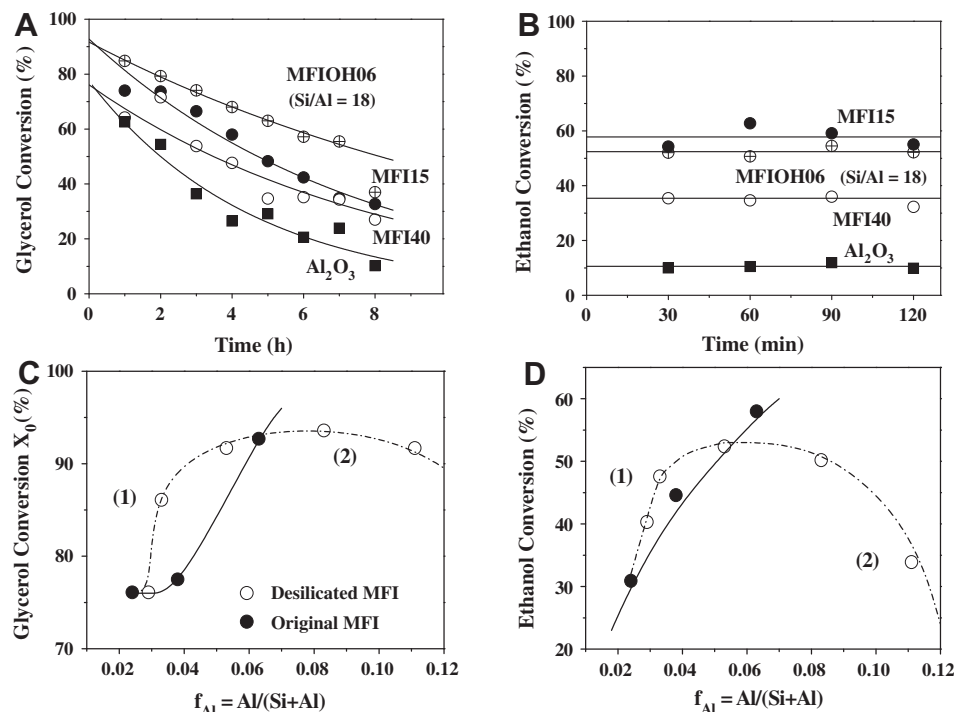 A
Glycerol Conversion (%)
100
80
60
40
20
0
MFIOH06
(Si/Al = 18)
MFI15
MFI40
Al₂O₃
0 2 4 6 8
Time (h)
B
Ethanol Conversion (%)
100
80
60
40
20
0
MFI15
MFIOH06 (Si/Al = 18)
MFI40
Al₂O₃
0 30 60 90 120
Time (min)
C
Glycerol Conversion X₀(%)
100
90
80
70
(1)
(2)
Desilicated MFI
Original MFI
0.02 0.04 0.06 0.08 0.10 0.12
f_Al = Al/(Si+Al)
D
Ethanol Conversion (%)
60
50
40
30
20
(1)
(2)
0.02 0.04 0.06 0.08 0.10 0.12
f_Al = Al/(Si+Al)